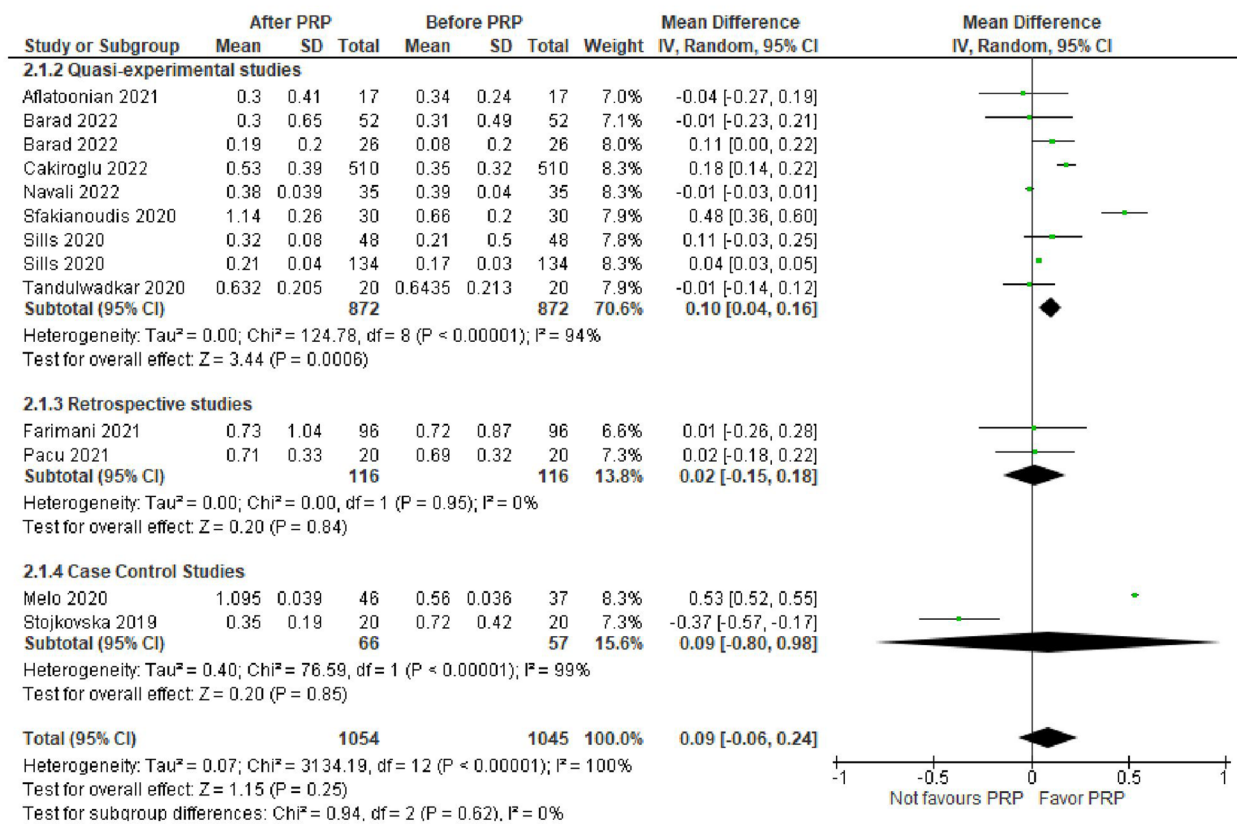 After PRP Before PRP Mean Difference Mean Difference
Study or Subgroup Mean SD Total Mean SD Total Weight IV, Random, 95% CI IV, Random, 95% CI
2.1.2 Quasi-experimental studies
Aflatoonian 2021 0.3 0.41 17 0.34 0.24 17 7.0% -0.04 [-0.27, 0.19]
Barad 2022 0.3 0.65 52 0.31 0.49 52 7.1% -0.01 [-0.23, 0.21]
Barad 2022 0.19 0.2 26 0.08 0.2 26 8.0% 0.11 [0.00, 0.22]
Cakiroglu 2022 0.53 0.39 510 0.35 0.32 510 8.3% 0.18 [0.14, 0.22]
Navali 2022 0.38 0.039 35 0.39 0.04 35 8.3% -0.01 [-0.03, 0.01]
Sfakianoudis 2020 1.14 0.26 30 0.66 0.2 30 7.9% 0.48 [0.36, 0.60]
Sills 2020 0.32 0.08 48 0.21 0.5 48 7.8% 0.11 [-0.03, 0.25]
Sills 2020 0.21 0.04 134 0.17 0.03 134 8.3% 0.04 [0.03, 0.05]
Tandulwadkar 2020 0.632 0.205 20 0.6435 0.213 20 7.9% -0.01 [-0.14, 0.12]
Subtotal (95% CI) 872 872 70.6% 0.10 [0.04, 0.16]
Heterogeneity: Tau² = 0.00; Chi² = 124.78, df = 8 (P < 0.00001); I² = 94%
Test for overall effect: Z = 3.44 (P = 0.0006)
2.1.3 Retrospective studies
Farimani 2021 0.73 1.04 96 0.72 0.87 96 6.6% 0.01 [-0.26, 0.28]
Pacu 2021 0.71 0.33 20 0.69 0.32 20 7.3% 0.02 [-0.18, 0.22]
Subtotal (95% CI) 116 116 13.8% 0.02 [-0.15, 0.18]
Heterogeneity: Tau² = 0.00; Chi² = 0.00, df = 1 (P = 0.95); I² = 0%
Test for overall effect: Z = 0.20 (P = 0.84)
2.1.4 Case Control Studies
Melo 2020 1.095 0.039 46 0.56 0.036 37 8.3% 0.53 [0.52, 0.55]
Stojkovska 2019 0.35 0.19 20 0.72 0.42 20 7.3% -0.37 [-0.57, -0.17]
Subtotal (95% CI) 66 57 15.6% 0.09 [-0.80, 0.98]
Heterogeneity: Tau² = 0.40; Chi² = 76.59, df = 1 (P < 0.00001); I² = 99%
Test for overall effect: Z = 0.20 (P = 0.85)
Total (95% CI) 1054 1045 100.0% 0.09 [-0.06, 0.24]
Heterogeneity: Tau² = 0.07; Chi² = 3134.19, df = 12 (P < 0.00001); I² = 100%
Test for overall effect: Z = 1.15 (P = 0.25)
Test for subgroup differences: Chi² = 0.94, df = 2 (P = 0.62), I² = 0%
-1 -0.5 0 0.5 1
Not favours PRP Favor PRP